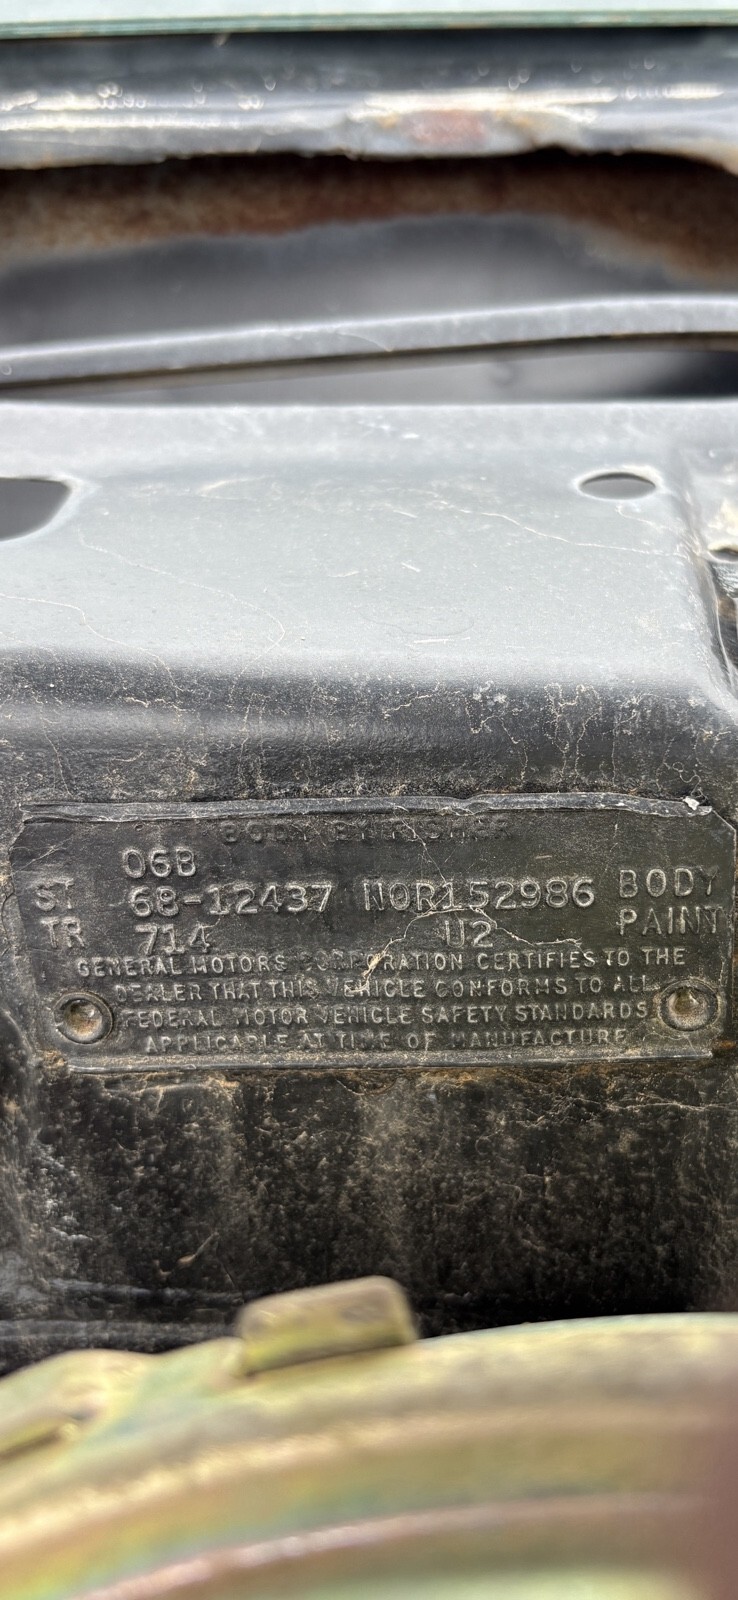 BODY BY FISHER
06B
ST 68-12437 NOR152986 BODY
TR 714 U2 PAINT
GENERAL MOTORS CORPORATION CERTIFIES TO THE
DEALER THAT THIS VEHICLE CONFORMS TO ALL
FEDERAL MOTOR VEHICLE SAFETY STANDARDS
APPLICABLE AT TIME OF MANUFACTURE